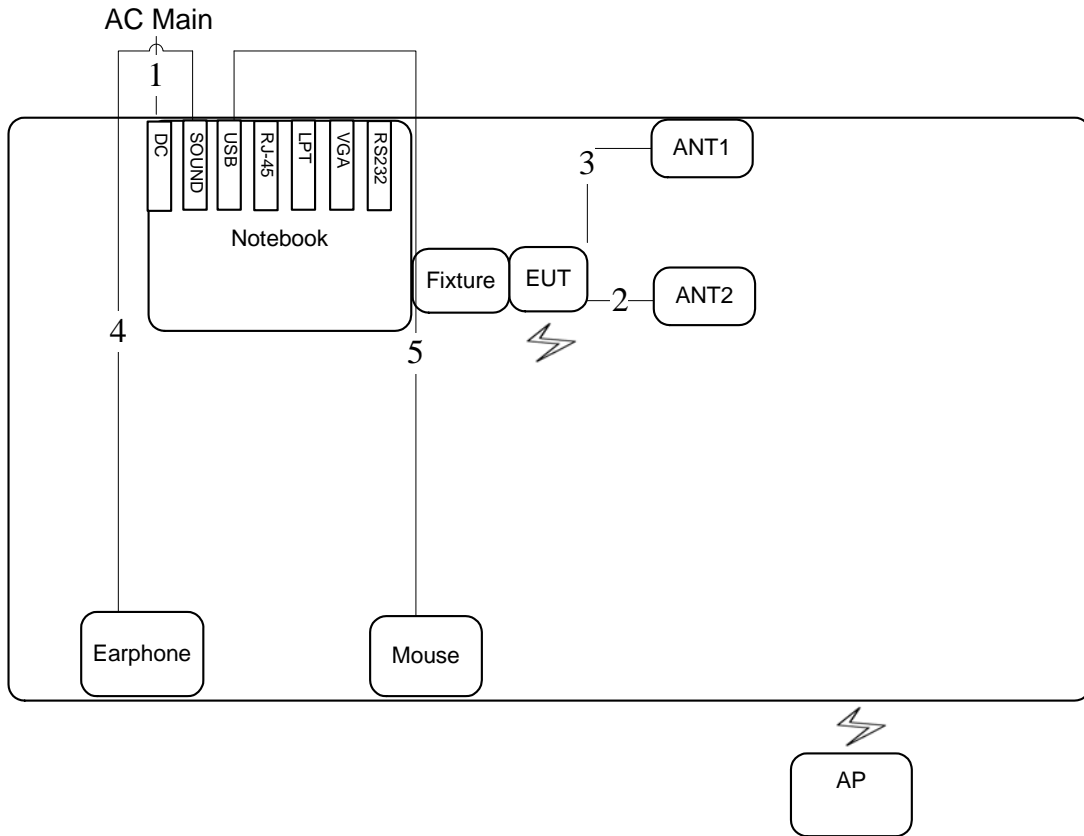 AC Main
1
DC
SOUND
USB
RJ-45
LPT
VGA
RS232
Notebook
3
ANT1
Fixture
EUT
2
ANT2
4
5
Earphone
Mouse
AP